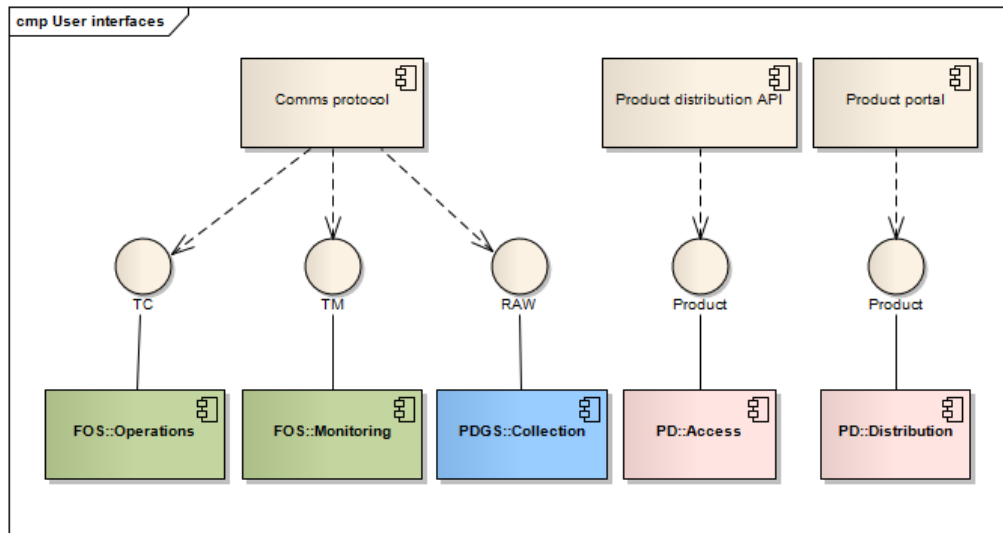 cmp User interfaces
Comms protocol
Product distribution API
Product portal
TC
TM
RAW
Product
Product
FOS::Operations
FOS::Monitoring
PDGS::Collection
PD::Access
PD::Distribution